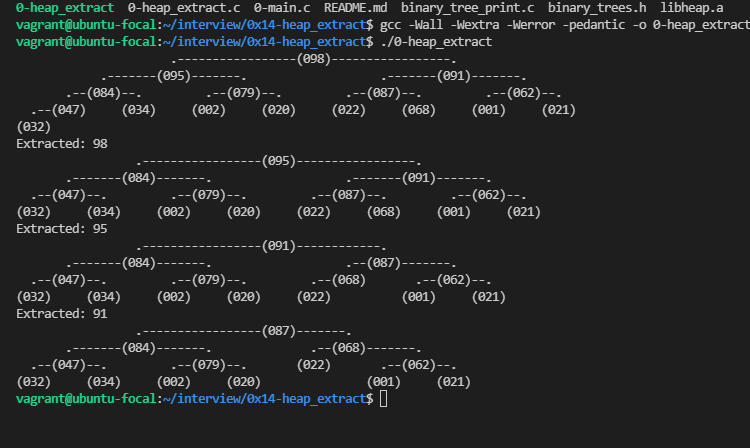 0-heap_extract  0-heap_extract.c  0-main.c  README.md  binary_tree_print.c  binary_trees.h  libheap.a
vagrant@ubuntu-focal:~/interview/0x14-heap_extract$ gcc -Wall -Wextra -Werror -pedantic -o 0-heap_extract
vagrant@ubuntu-focal:~/interview/0x14-heap_extract$ ./0-heap_extract
                      .-----------------(098)-----------------.
            .-------(095)-------.                   .-------(091)-------.
       .--(084)--.         .--(079)--.         .--(087)--.         .--(062)--.
  .--(047)     (034)     (002)     (020)     (022)     (068)     (001)     (021)
(032)
Extracted: 98
                 .-----------------(095)-----------------.
       .-------(084)-------.                   .-------(091)-------.
  .--(047)--.         .--(079)--.         .--(087)--.         .--(062)--.
(032)     (034)     (002)     (020)     (022)     (068)     (001)     (021)
Extracted: 95
                 .-----------------(091)------------.
       .-------(084)-------.                   .--(087)-------.
  .--(047)--.         .--(079)--.         .--(068)       .--(062)--.
(032)     (034)     (002)     (020)     (022)          (001)     (021)
Extracted: 91
                 .-----------------(087)-------.
       .-------(084)-------.              .--(068)-------.
  .--(047)--.         .--(079)--.       (022)       .--(062)--.
(032)     (034)     (002)     (020)               (001)     (021)
vagrant@ubuntu-focal:~/interview/0x14-heap_extract$